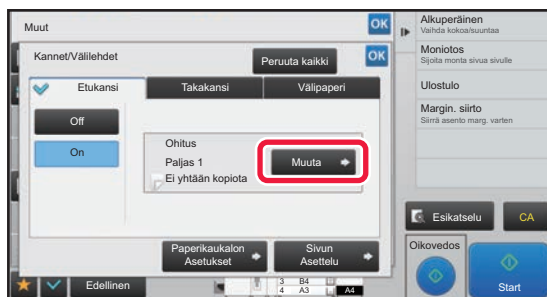 Muut
OK
Kannet/Välilehdet
Peruuta kaikki
OK
Etukansi
Takakansi
Välipaperi
Off
On
Ohitus
Paljas 1
Ei yhtään kopiota
Muuta
Paperikaukalon
Asetukset
Sivun
Asettelu
Edellinen
3 B4
4 A3
A4
Alkuperäinen
Vaihda kokoa/suuntaa
Moniotos
Sijoita monta sivua sivulle
Ulostulo
Margin. siirto
Siirrä asento marg. varten
Esikatselu
CA
Oikovedos
Start